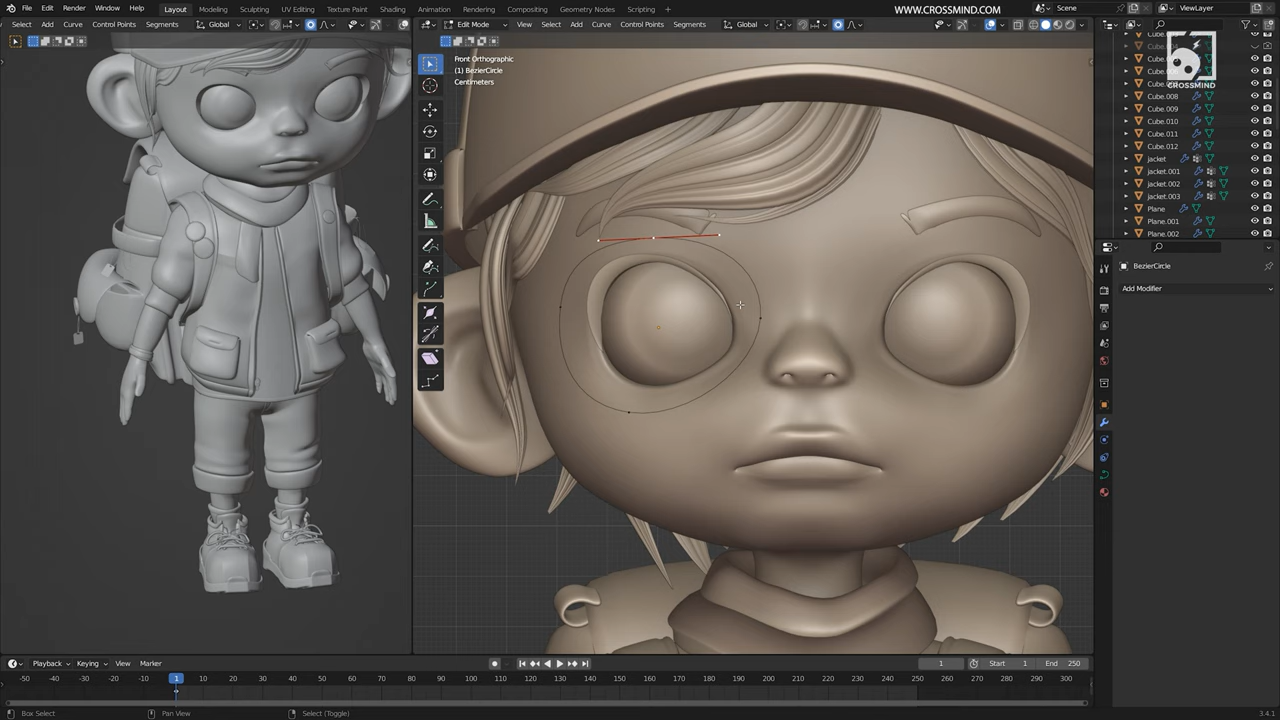 File Edit Render Window Help Layout Modeling Sculpting UV Editing Texture Paint Shading Animation Rendering Compositing Geometry Nodes Scripting + WWW.CROSSMIND.COM Scene ViewLayer
Select Add Curve Control Points Segments Global
Edit Mode View Select Add Curve Control Points Segments Global
Front Orthographic
(1) BezierCircle
Centimeters
CROSSMIND
Cube.008
Cube.009
Cube.010
Cube.011
Cube.012
jacket
jacket.001
jacket.002
jacket.003
Plane
Plane.001
Plane.002
BezierCircle
Add Modifier
Playback Keying View Marker
1 Start 1 End 250
-50 -40 -30 -20 -10 1 10 20 30 40 50 60 70 80 90 100 110 120 130 140 150 160 170 180 190 200 210 220 230 240 250 260 270 280 290 300
Box Select Pan View Select (Toggle) 3.4.1